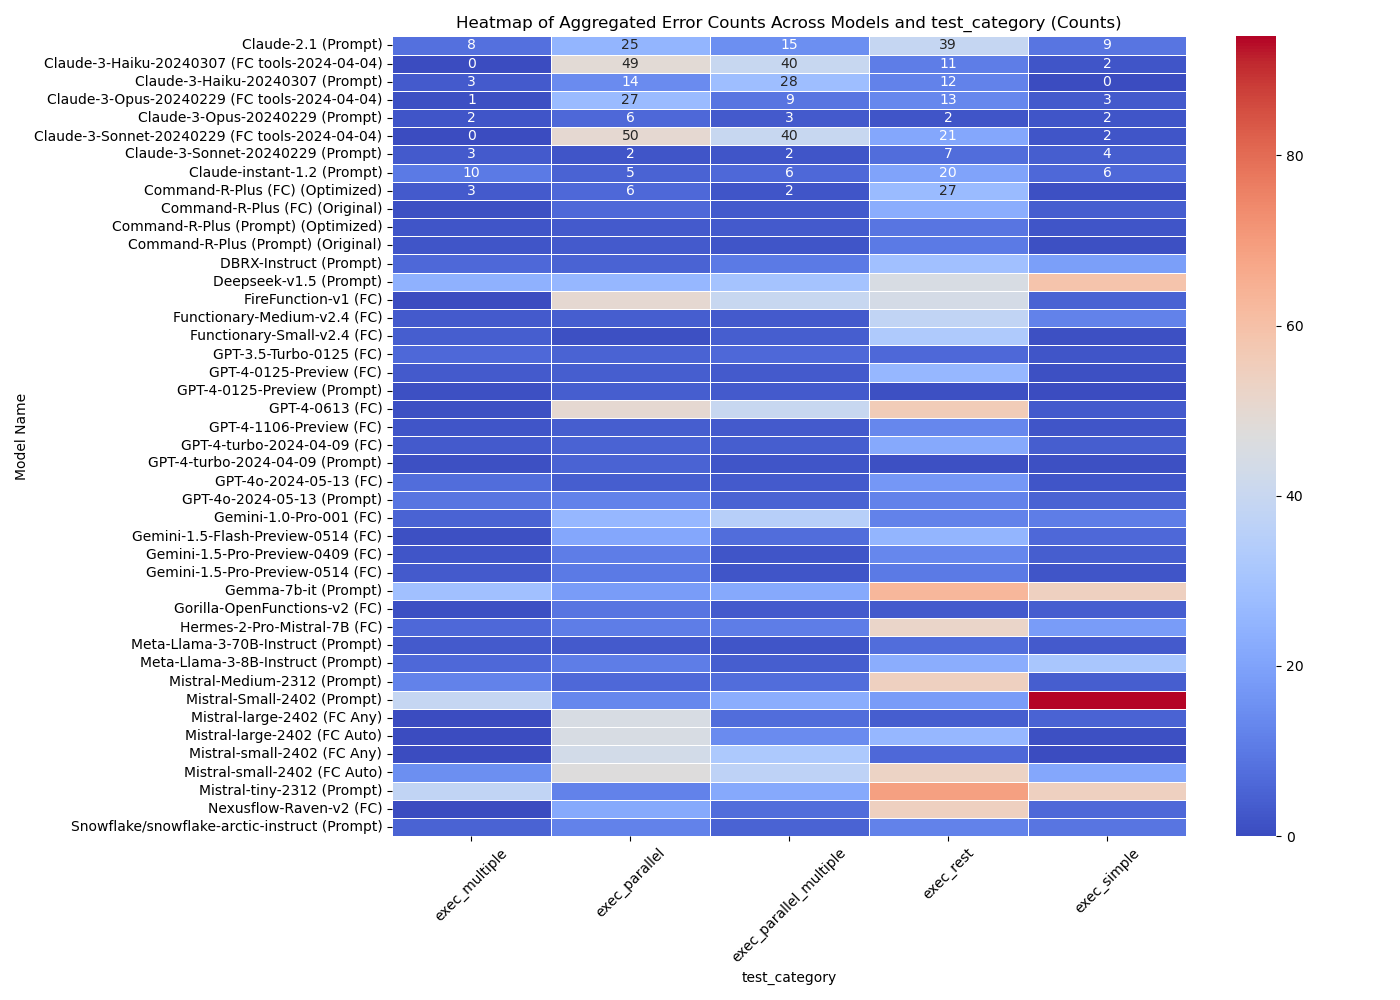 Heatmap of Aggregated Error Counts Across Models and test_category (Counts)
Model Name
Claude-2.1 (Prompt) 8 25 15 39 9
Claude-3-Haiku-20240307 (FC tools-2024-04-04) 0 49 40 11 2
Claude-3-Haiku-20240307 (Prompt) 3 14 28 12 0
Claude-3-Opus-20240229 (FC tools-2024-04-04) 1 27 9 13 3
Claude-3-Opus-20240229 (Prompt) 2 6 3 2 2
Claude-3-Sonnet-20240229 (FC tools-2024-04-04) 0 50 40 21 2
Claude-3-Sonnet-20240229 (Prompt) 3 2 2 7 4
Claude-instant-1.2 (Prompt) 10 5 6 20 6
Command-R-Plus (FC) (Optimized) 3 6 2 27
Command-R-Plus (FC) (Original)
Command-R-Plus (Prompt) (Optimized)
Command-R-Plus (Prompt) (Original)
DBRX-Instruct (Prompt)
Deepseek-v1.5 (Prompt)
FireFunction-v1 (FC)
Functionary-Medium-v2.4 (FC)
Functionary-Small-v2.4 (FC)
GPT-3.5-Turbo-0125 (FC)
GPT-4-0125-Preview (FC)
GPT-4-0125-Preview (Prompt)
GPT-4-0613 (FC)
GPT-4-1106-Preview (FC)
GPT-4-turbo-2024-04-09 (FC)
GPT-4-turbo-2024-04-09 (Prompt)
GPT-4o-2024-05-13 (FC)
GPT-4o-2024-05-13 (Prompt)
Gemini-1.0-Pro-001 (FC)
Gemini-1.5-Flash-Preview-0514 (FC)
Gemini-1.5-Pro-Preview-0409 (FC)
Gemini-1.5-Pro-Preview-0514 (FC)
Gemma-7b-it (Prompt)
Gorilla-OpenFunctions-v2 (FC)
Hermes-2-Pro-Mistral-7B (FC)
Meta-Llama-3-70B-Instruct (Prompt)
Meta-Llama-3-8B-Instruct (Prompt)
Mistral-Medium-2312 (Prompt)
Mistral-Small-2402 (Prompt)
Mistral-large-2402 (FC Any)
Mistral-large-2402 (FC Auto)
Mistral-small-2402 (FC Any)
Mistral-small-2402 (FC Auto)
Mistral-tiny-2312 (Prompt)
Nexusflow-Raven-v2 (FC)
Snowflake/snowflake-arctic-instruct (Prompt)
exec_multiple
exec_parallel
exec_parallel_multiple
exec_rest
exec_simple
test_category
80
60
40
20
0